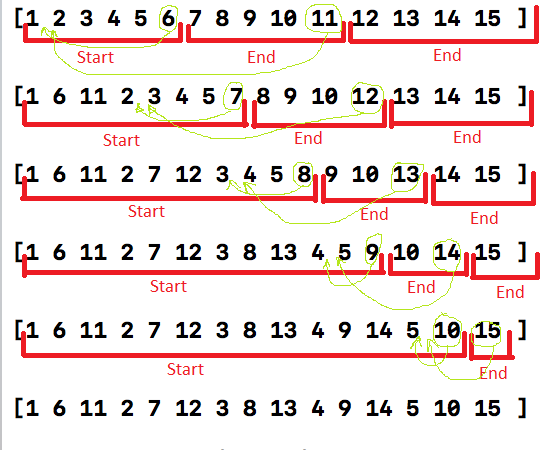 [1 2 3 4 5 6 7 8 9 10 11 12 13 14 15 ]
Start End End
[1 6 11 2 3 4 5 7 8 9 10 12 13 14 15 ]
Start End End
[1 6 11 2 7 12 3 4 5 8 9 10 13 14 15 ]
Start End End
[1 6 11 2 7 12 3 8 13 4 5 9 10 14 15 ]
Start End End
[1 6 11 2 7 12 3 8 13 4 9 14 5 10 15 ]
Start End
[1 6 11 2 7 12 3 8 13 4 9 14 5 10 15 ]